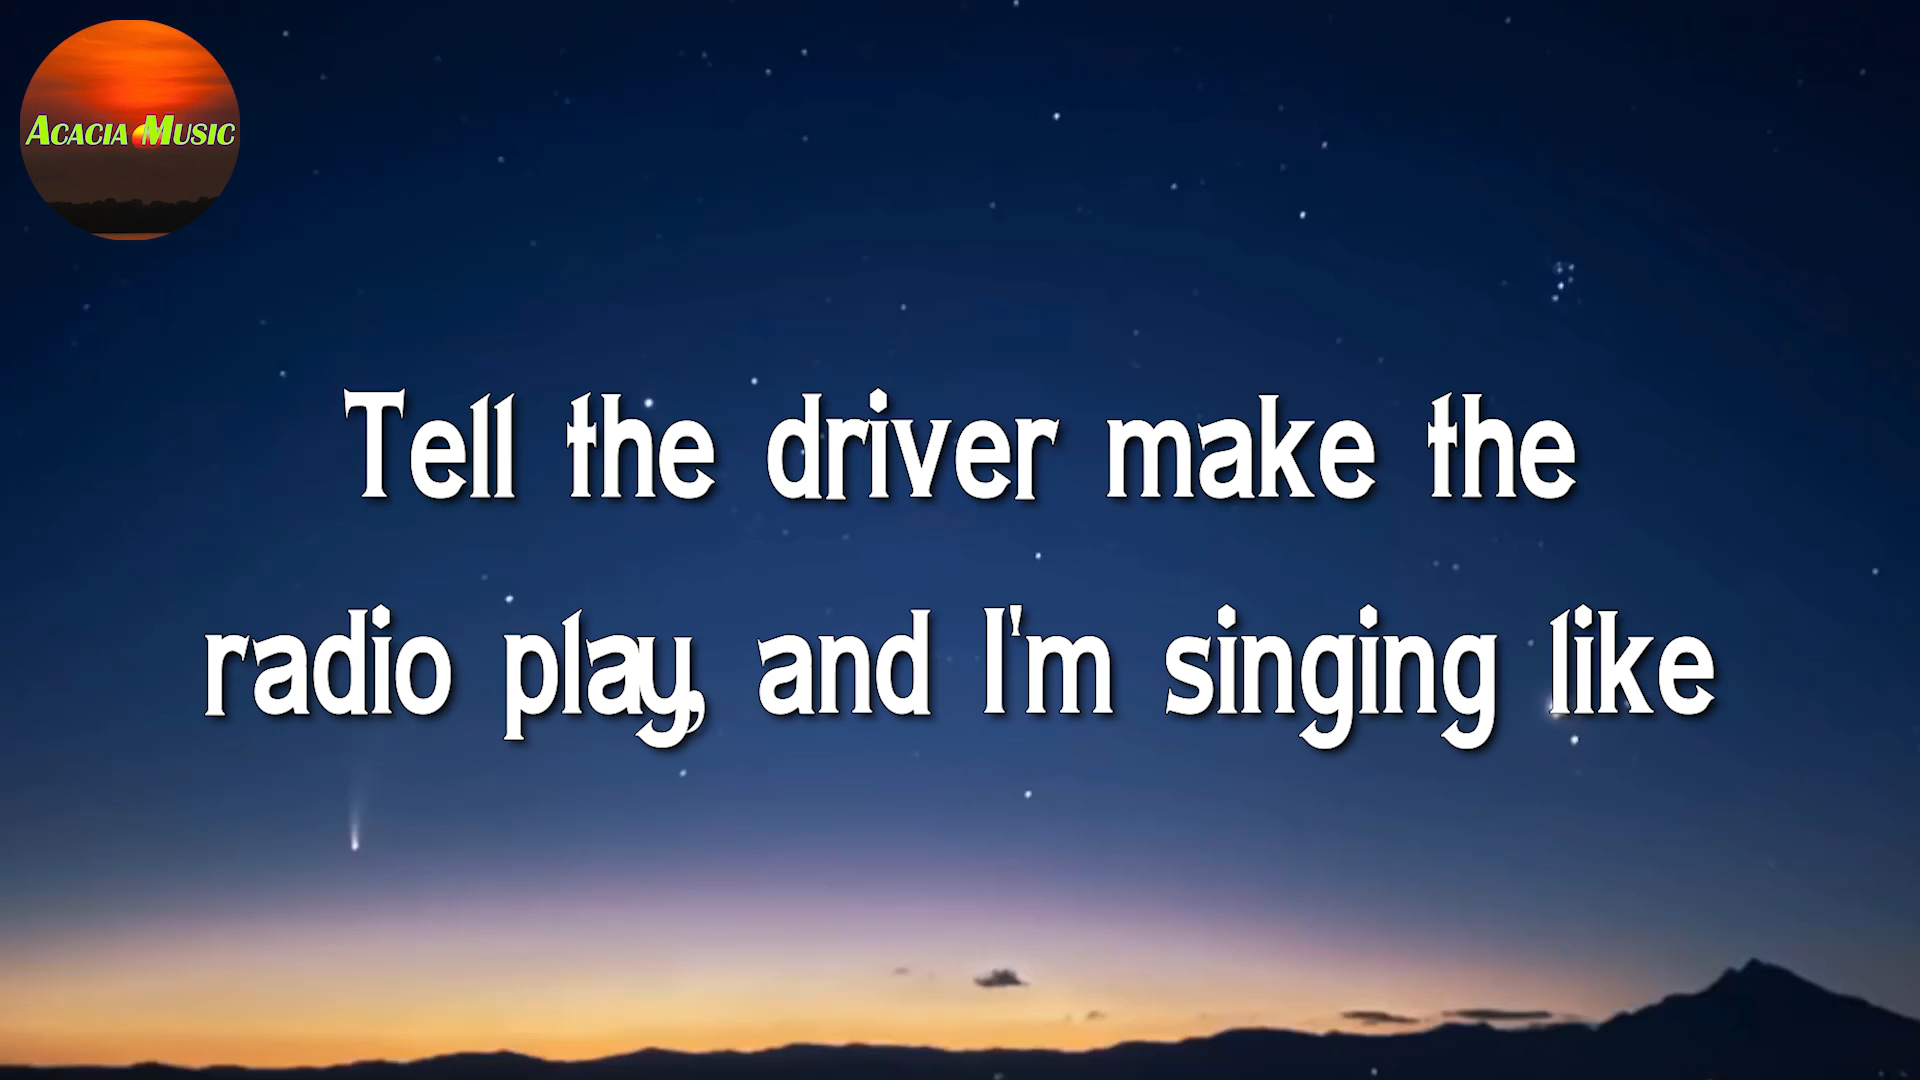 Acacia Music
Tell the driver make the
radio play, and I'm singing like